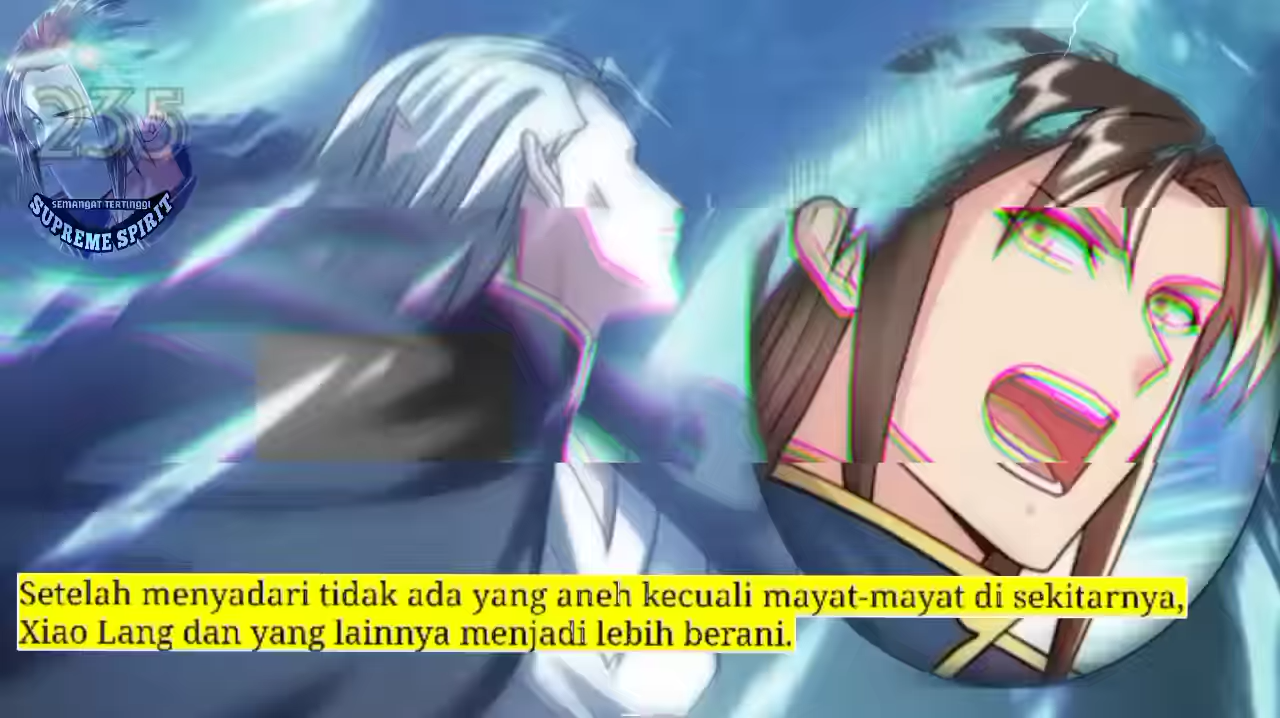 235
SEMANGAT TERTINGGI
SUPREME SPIRIT
Setelah menyadari tidak ada yang aneh kecuali mayat-mayat di sekitarnya,
Xiao Lang dan yang lainnya menjadi lebih berani.